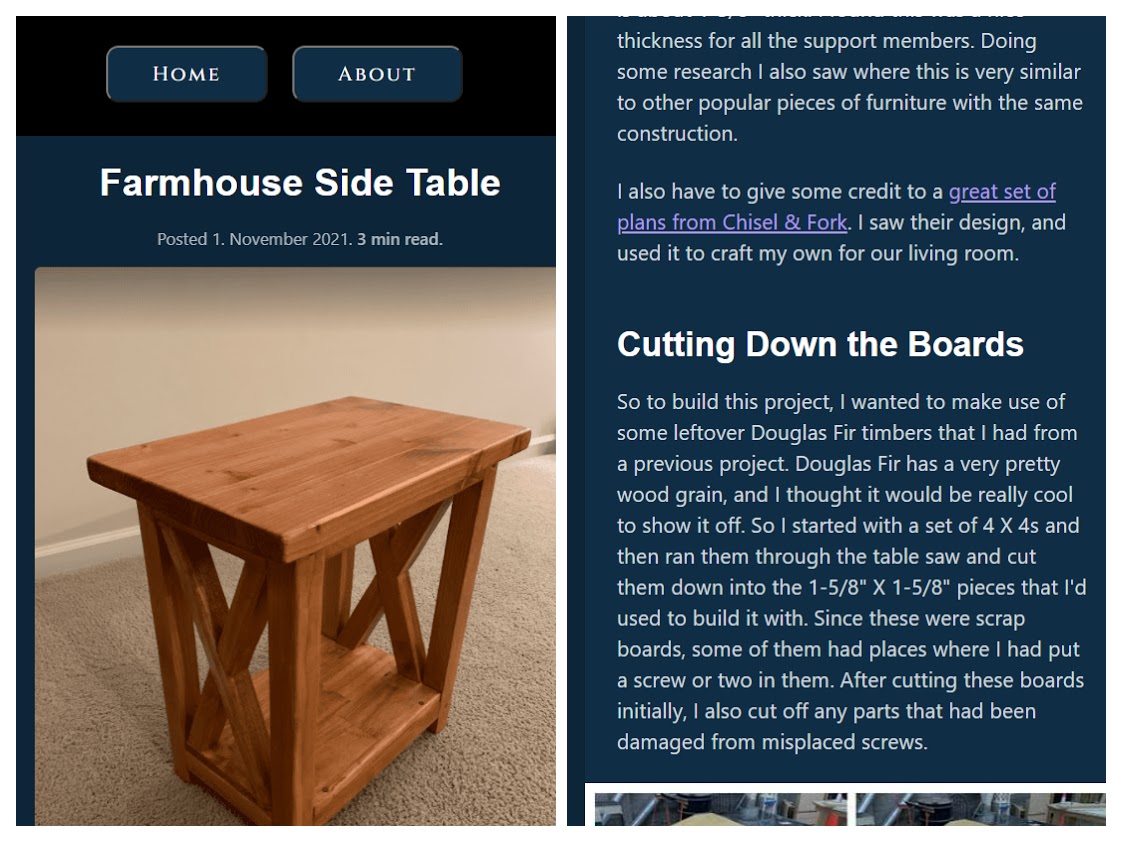 Home
About
Farmhouse Side Table
Posted 1. November 2021. 3 min read.
thickness for all the support members. Doing
some research I also saw where this is very similar
to other popular pieces of furniture with the same
construction.
I also have to give some credit to a great set of
plans from Chisel & Fork. I saw their design, and
used it to craft my own for our living room.
Cutting Down the Boards
So to build this project, I wanted to make use of
some leftover Douglas Fir timbers that I had from
a previous project. Douglas Fir has a very pretty
wood grain, and I thought it would be really cool
to show it off. So I started with a set of 4 X 4s and
then ran them through the table saw and cut
them down into the 1-5/8" X 1-5/8" pieces that I'd
used to build it with. Since these were scrap
boards, some of them had places where I had put
a screw or two in them. After cutting these boards
initially, I also cut off any parts that had been
damaged from misplaced screws.